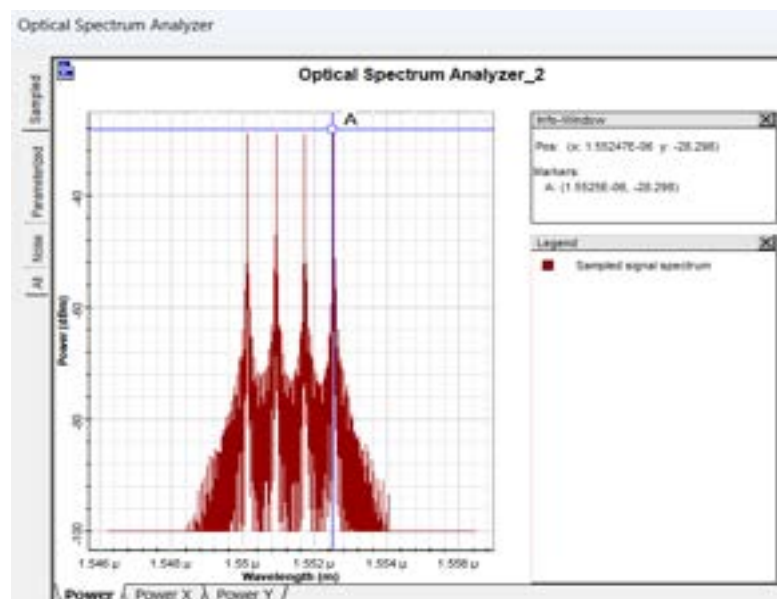 Optical Spectrum Analyzer
Optical Spectrum Analyzer_2
Sampled
Parameterized
Noise
All
A
Power (dBm)
-40
-60
-80
-100
1.546 µ 1.548 µ 1.55 µ 1.552 µ 1.554 µ 1.556 µ
Wavelength (m)
Power Power X Power Y
Info-Window
Pos: (x: 1.55247E-06 y: -28.298)
Markers:
A: (1.5525E-06, -28.298)
Legend
Sampled signal spectrum